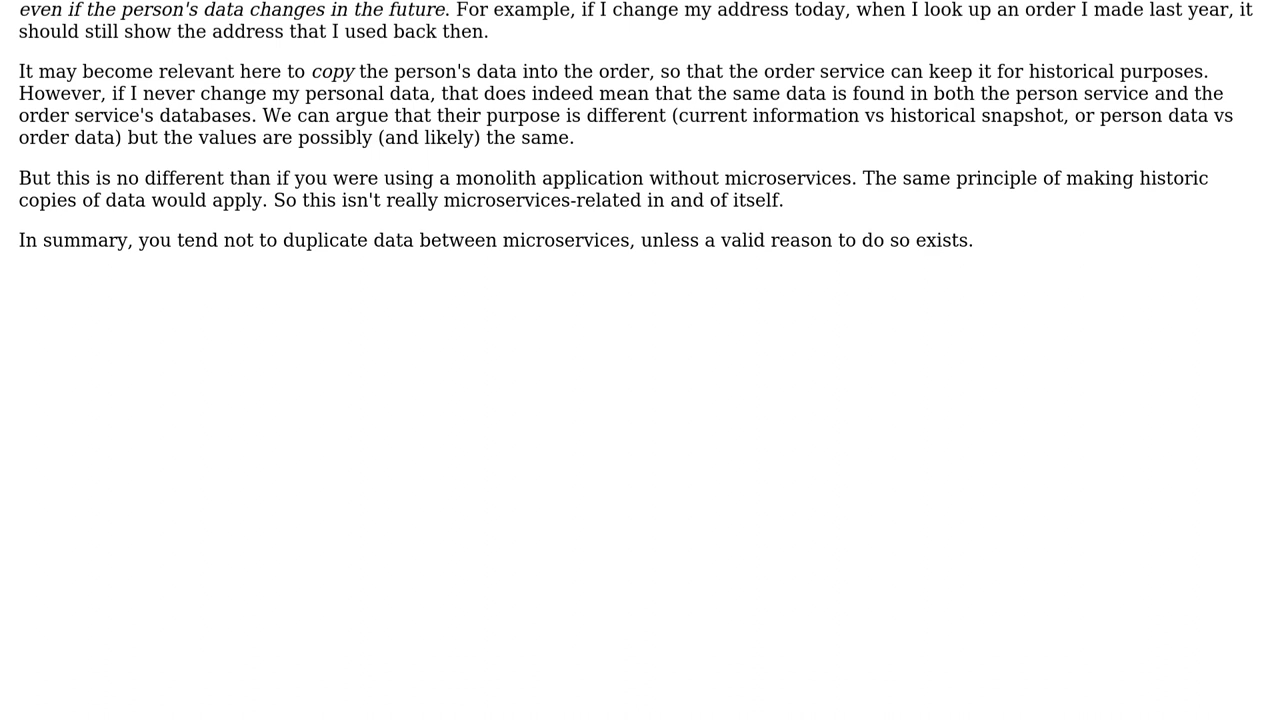 even if the person's data changes in the future. For example, if I change my address today, when I look up an order I made last year, it
should still show the address that I used back then.
It may become relevant here to copy the person's data into the order, so that the order service can keep it for historical purposes.
However, if I never change my personal data, that does indeed mean that the same data is found in both the person service and the
order service's databases. We can argue that their purpose is different (current information vs historical snapshot, or person data vs
order data) but the values are possibly (and likely) the same.
But this is no different than if you were using a monolith application without microservices. The same principle of making historic
copies of data would apply. So this isn't really microservices-related in and of itself.
In summary, you tend not to duplicate data between microservices, unless a valid reason to do so exists.